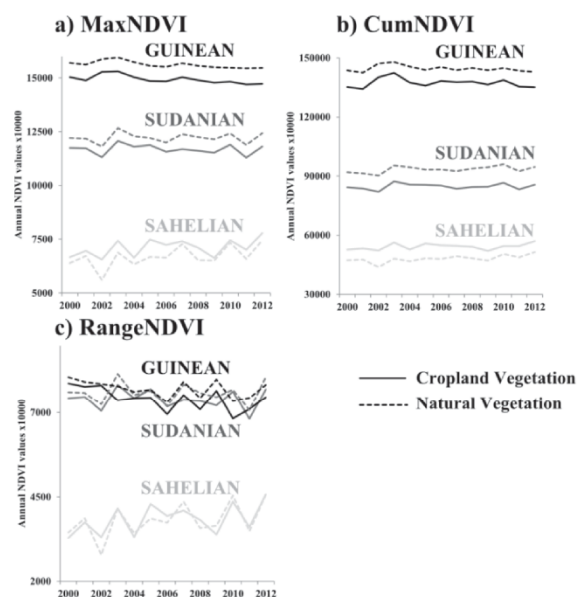 a) MaxNDVI
GUINEAN
SUDANIAN
SAHELIAN
Annual NDVI values x10000
15000
12500
10000
7500
5000
2000 2002 2004 2006 2008 2010 2012
b) CumNDVI
GUINEAN
SUDANIAN
SAHELIAN
Annual NDVI values x10000
150000
120000
90000
60000
30000
2000 2002 2004 2006 2008 2010 2012
c) RangeNDVI
GUINEAN
SUDANIAN
SAHELIAN
Annual NDVI values x10000
7000
4500
2000
2000 2002 2004 2006 2008 2010 2012
Cropland Vegetation
Natural Vegetation